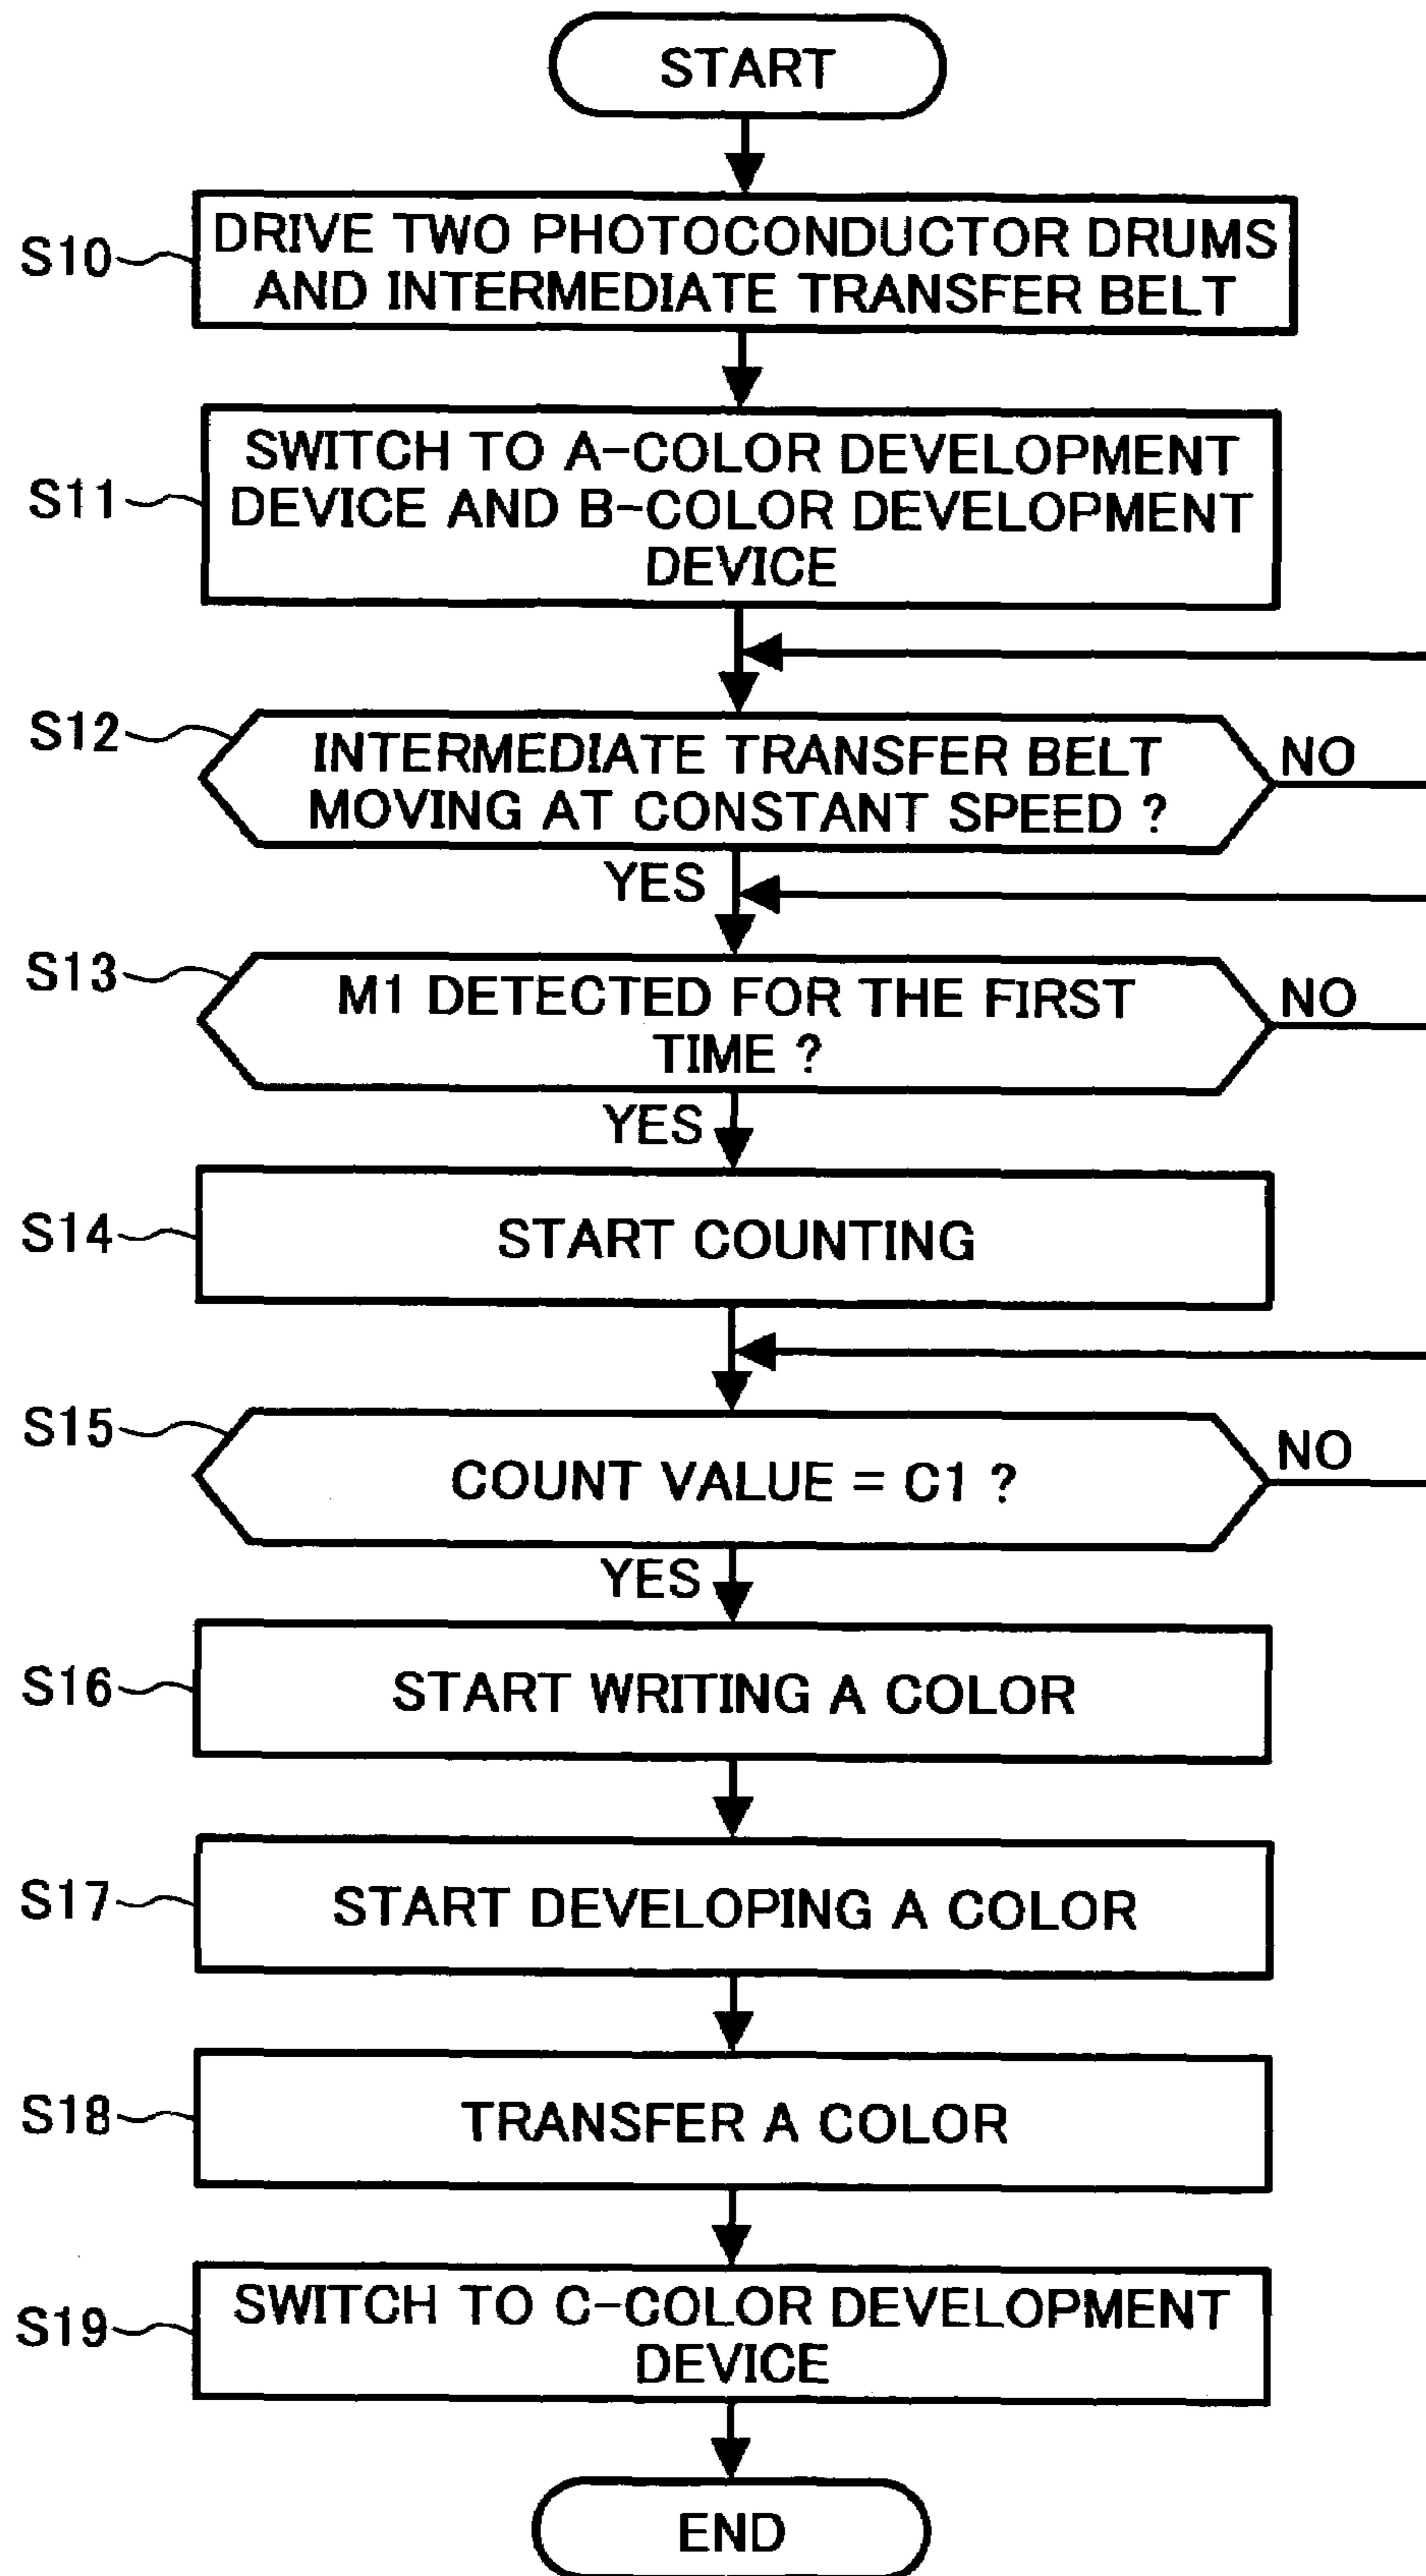 START
S10
DRIVE TWO PHOTOCONDUCTOR DRUMS
AND INTERMEDIATE TRANSFER BELT
S11
SWITCH TO A-COLOR DEVELOPMENT
DEVICE AND B-COLOR DEVELOPMENT
DEVICE
S12
INTERMEDIATE TRANSFER BELT
MOVING AT CONSTANT SPEED ?
NO
YES
S13
M1 DETECTED FOR THE FIRST
TIME ?
NO
YES
S14
START COUNTING
S15
COUNT VALUE = C1 ?
NO
YES
S16
START WRITING A COLOR
S17
START DEVELOPING A COLOR
S18
TRANSFER A COLOR
S19
SWITCH TO C-COLOR DEVELOPMENT
DEVICE
END